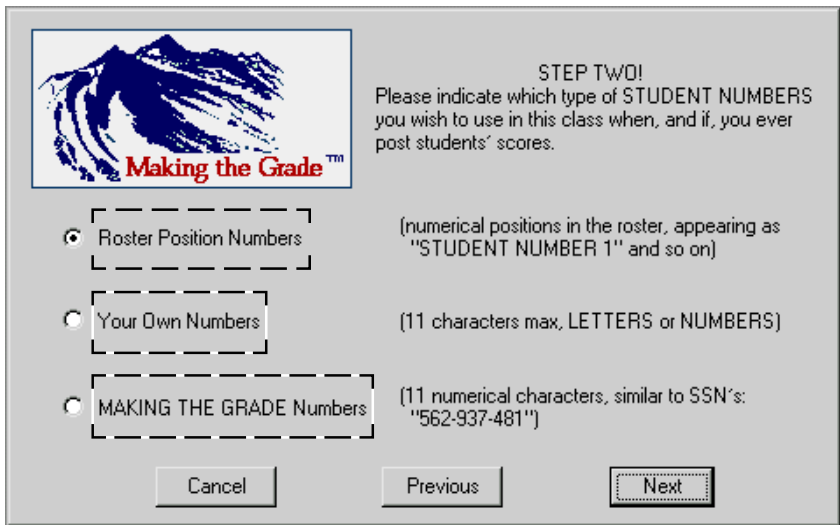 Making the Grade™
STEP TWO!
Please indicate which type of STUDENT NUMBERS
you wish to use in this class when, and if, you ever
post students´ scores.
Roster Position Numbers
(numerical positions in the roster, appearing as
"STUDENT NUMBER 1" and so on)
Your Own Numbers
(11 characters max, LETTERS or NUMBERS)
MAKING THE GRADE Numbers
(11 numerical characters, similar to SSN´s:
"562-937-481")
Cancel
Previous
Next